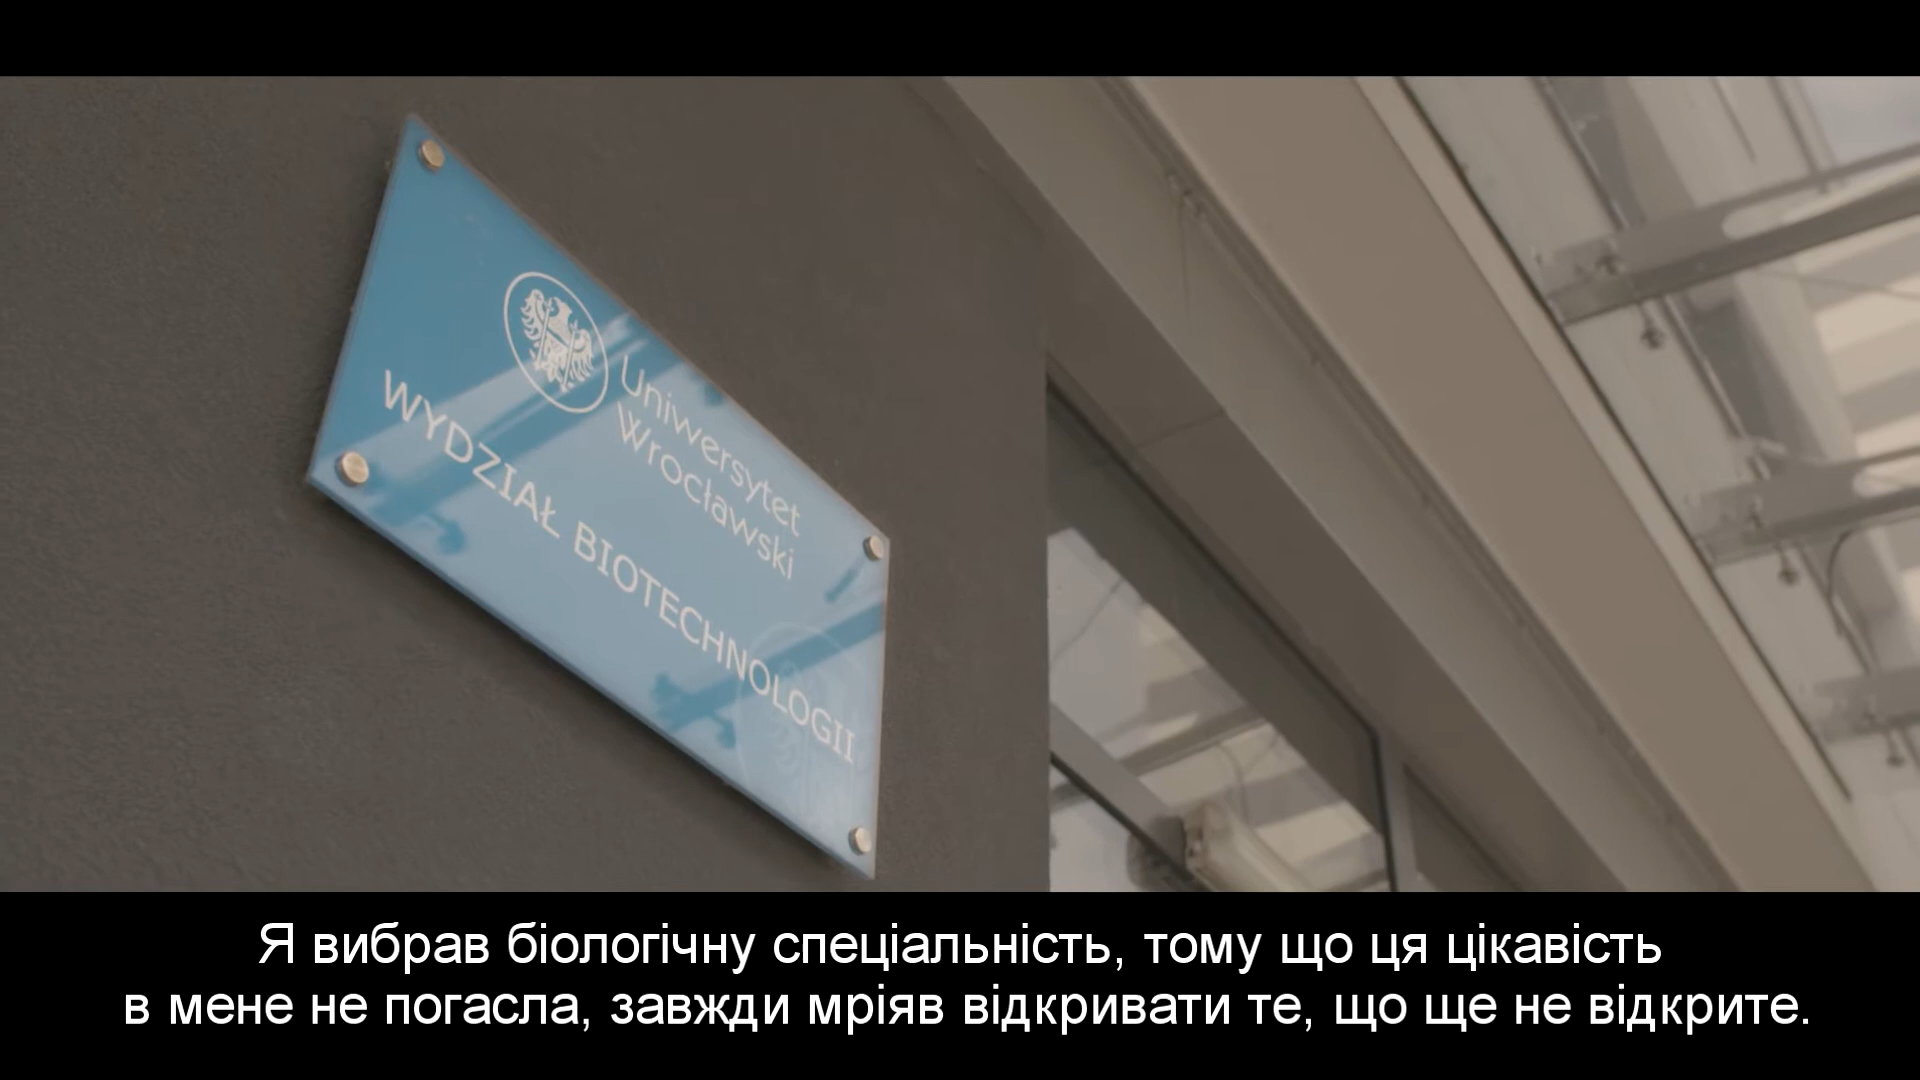 Uniwersytet
Wrocławski
WYDZIAŁ BIOTECHNOLOGII
Я вибрав біологічну спеціальність, тому що ця цікавість
в мене не погасла, завжди мріяв відкривати те, що ще не відкрите.